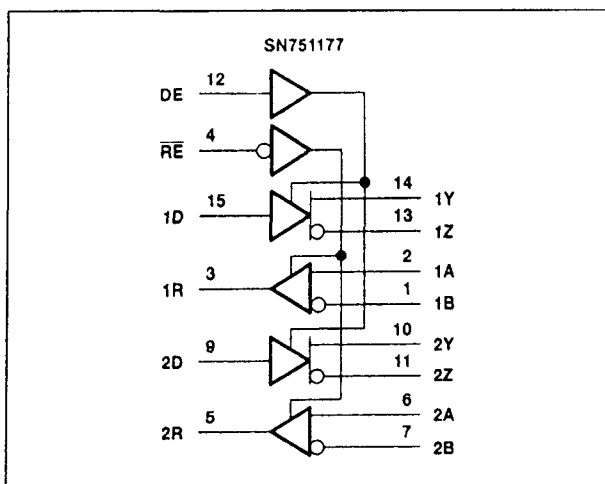 SN751177
DE 12
R̅E̅ 4
1D 15 14 1Y
13 1Z
1R 3 2 1A
1 1B
2D 9 10 2Y
11 2Z
2R 5 6 2A
7 2B